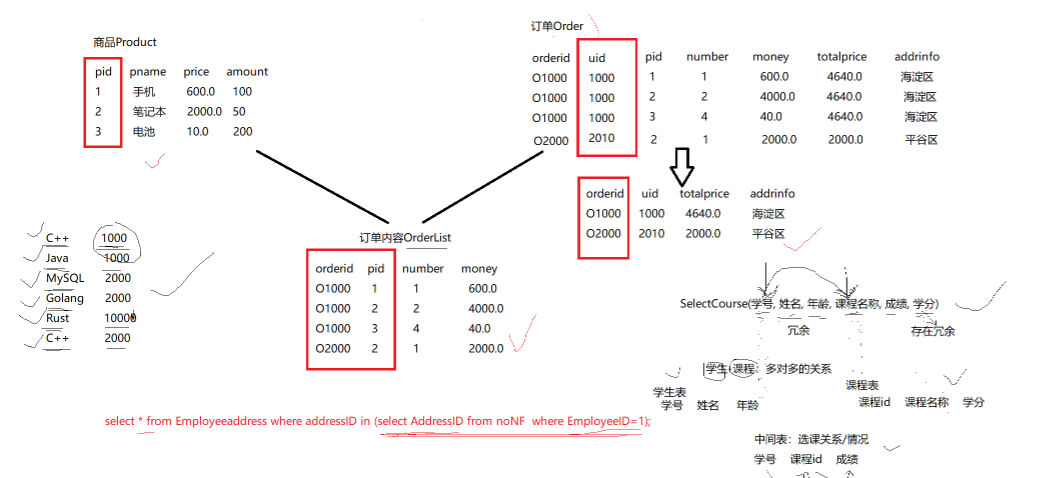 商品Product
pid pname price amount
1 手机 600.0 100
2 笔记本 2000.0 50
3 电池 10.0 200
订单Order
orderid uid pid number money totalprice addrinfo
O1000 1000 1 1 600.0 4640.0 海淀区
O1000 1000 2 2 4000.0 4640.0 海淀区
O1000 1000 3 4 40.0 4640.0 海淀区
O2000 2010 2 1 2000.0 2000.0 平谷区
orderid uid totalprice addrinfo
O1000 1000 4640.0 海淀区
O2000 2010 2000.0 平谷区
C++ 1000
Java 1000
MySQL 2000
Golang 2000
Rust 10000
C++ 2000
订单内容OrderList
orderid pid number money
O1000 1 1 600.0
O1000 2 2 4000.0
O1000 3 4 40.0
O2000 2 1 2000.0
SelectCourse(学号, 姓名, 年龄, 课程名称, 成绩, 学分)
冗余 存在冗余
学生+课程: 多对多的关系
学生表
学号 姓名 年龄
课程表
课程id 课程名称 学分
中间表: 选课关系/情况
学号 课程id 成绩
select * from Employeeaddress where addressID in (select AddressID from noNF where EmployeeID=1);